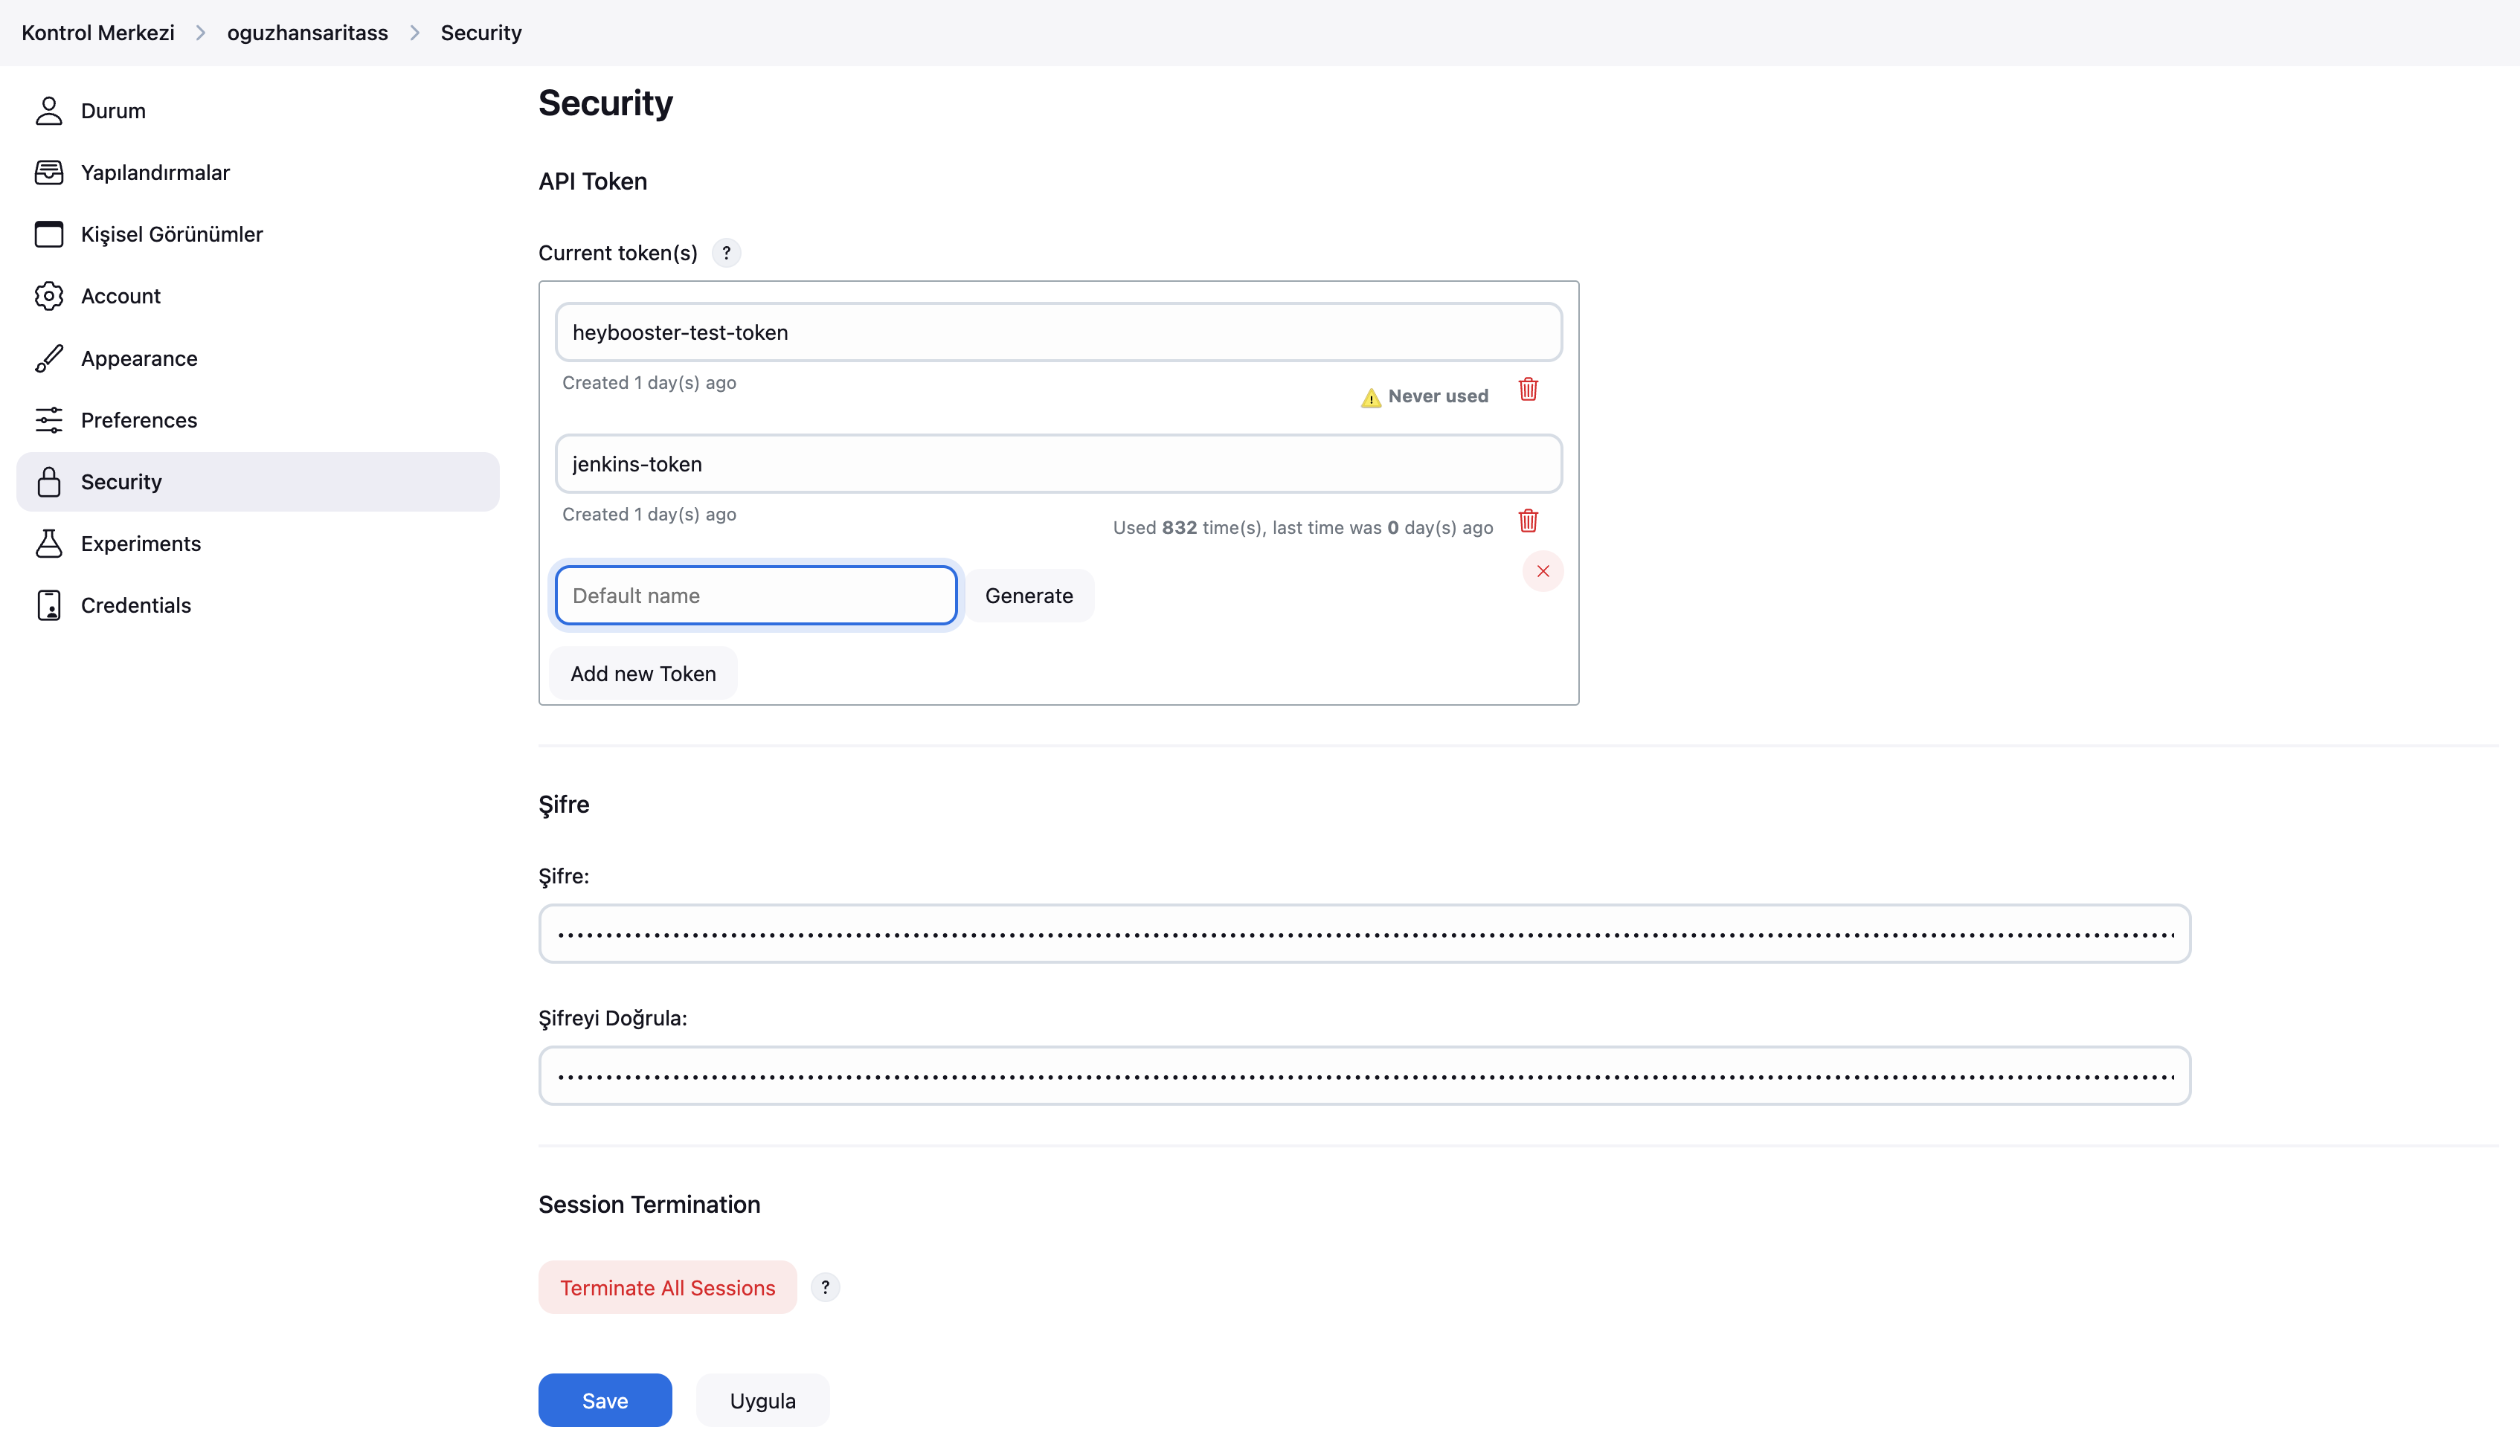 Kontrol Merkezi > oguzhansaritass > Security
Durum
Yapılandırmalar
Kişisel Görünümler
Account
Appearance
Preferences
Security
Experiments
Credentials
Security
API Token
Current token(s) ?
heybooster-test-token
Created 1 day(s) ago
Never used
jenkins-token
Created 1 day(s) ago
Used 832 time(s), last time was 0 day(s) ago
Default name
Generate
Add new Token
Şifre
Şifre:
Şifreyi Doğrula:
Session Termination
Terminate All Sessions ?
Save
Uygula